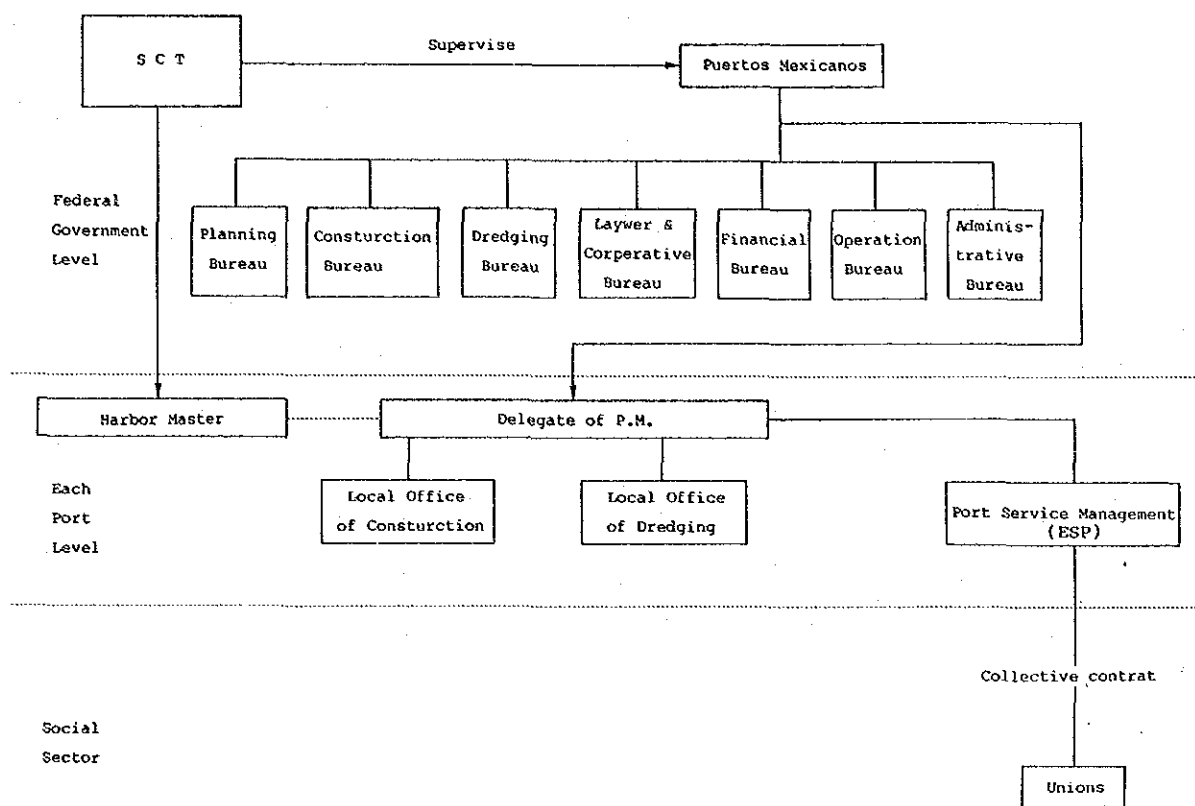 S C T
Supervise
Puertos Mexicanos
Federal
Government
Level
Planning
Bureau
Consturction
Bureau
Dredging
Bureau
Laywer &
Corperative
Bureau
Financial
Bureau
Operation
Bureau
Adminis-
trative
Bureau
Harbor Master
Delegate of P.M.
Each
Port
Level
Local Office
of Consturction
Local Office
of Dredging
Port Service Management
(ESP)
Collective contrat
Social
Sector
Unions